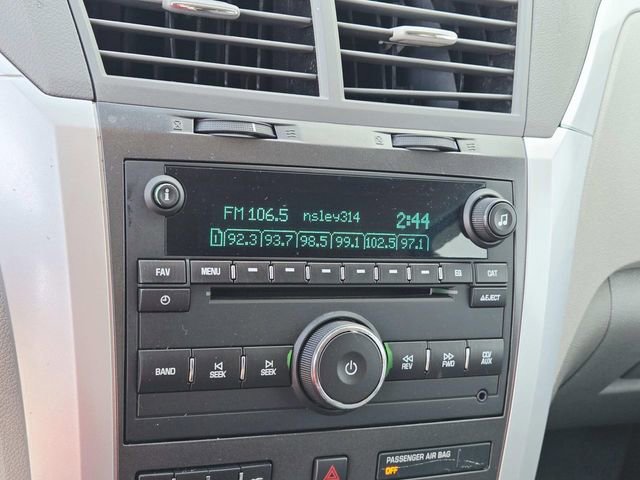 FM 106.5 nsley314 2:44
1 92.3 93.7 98.5 99.1 102.5 97.1
FAV MENU EQ CAT
EJECT
BAND SEEK SEEK REV FWD CD/AUX
PASSENGER AIR BAG
OFF